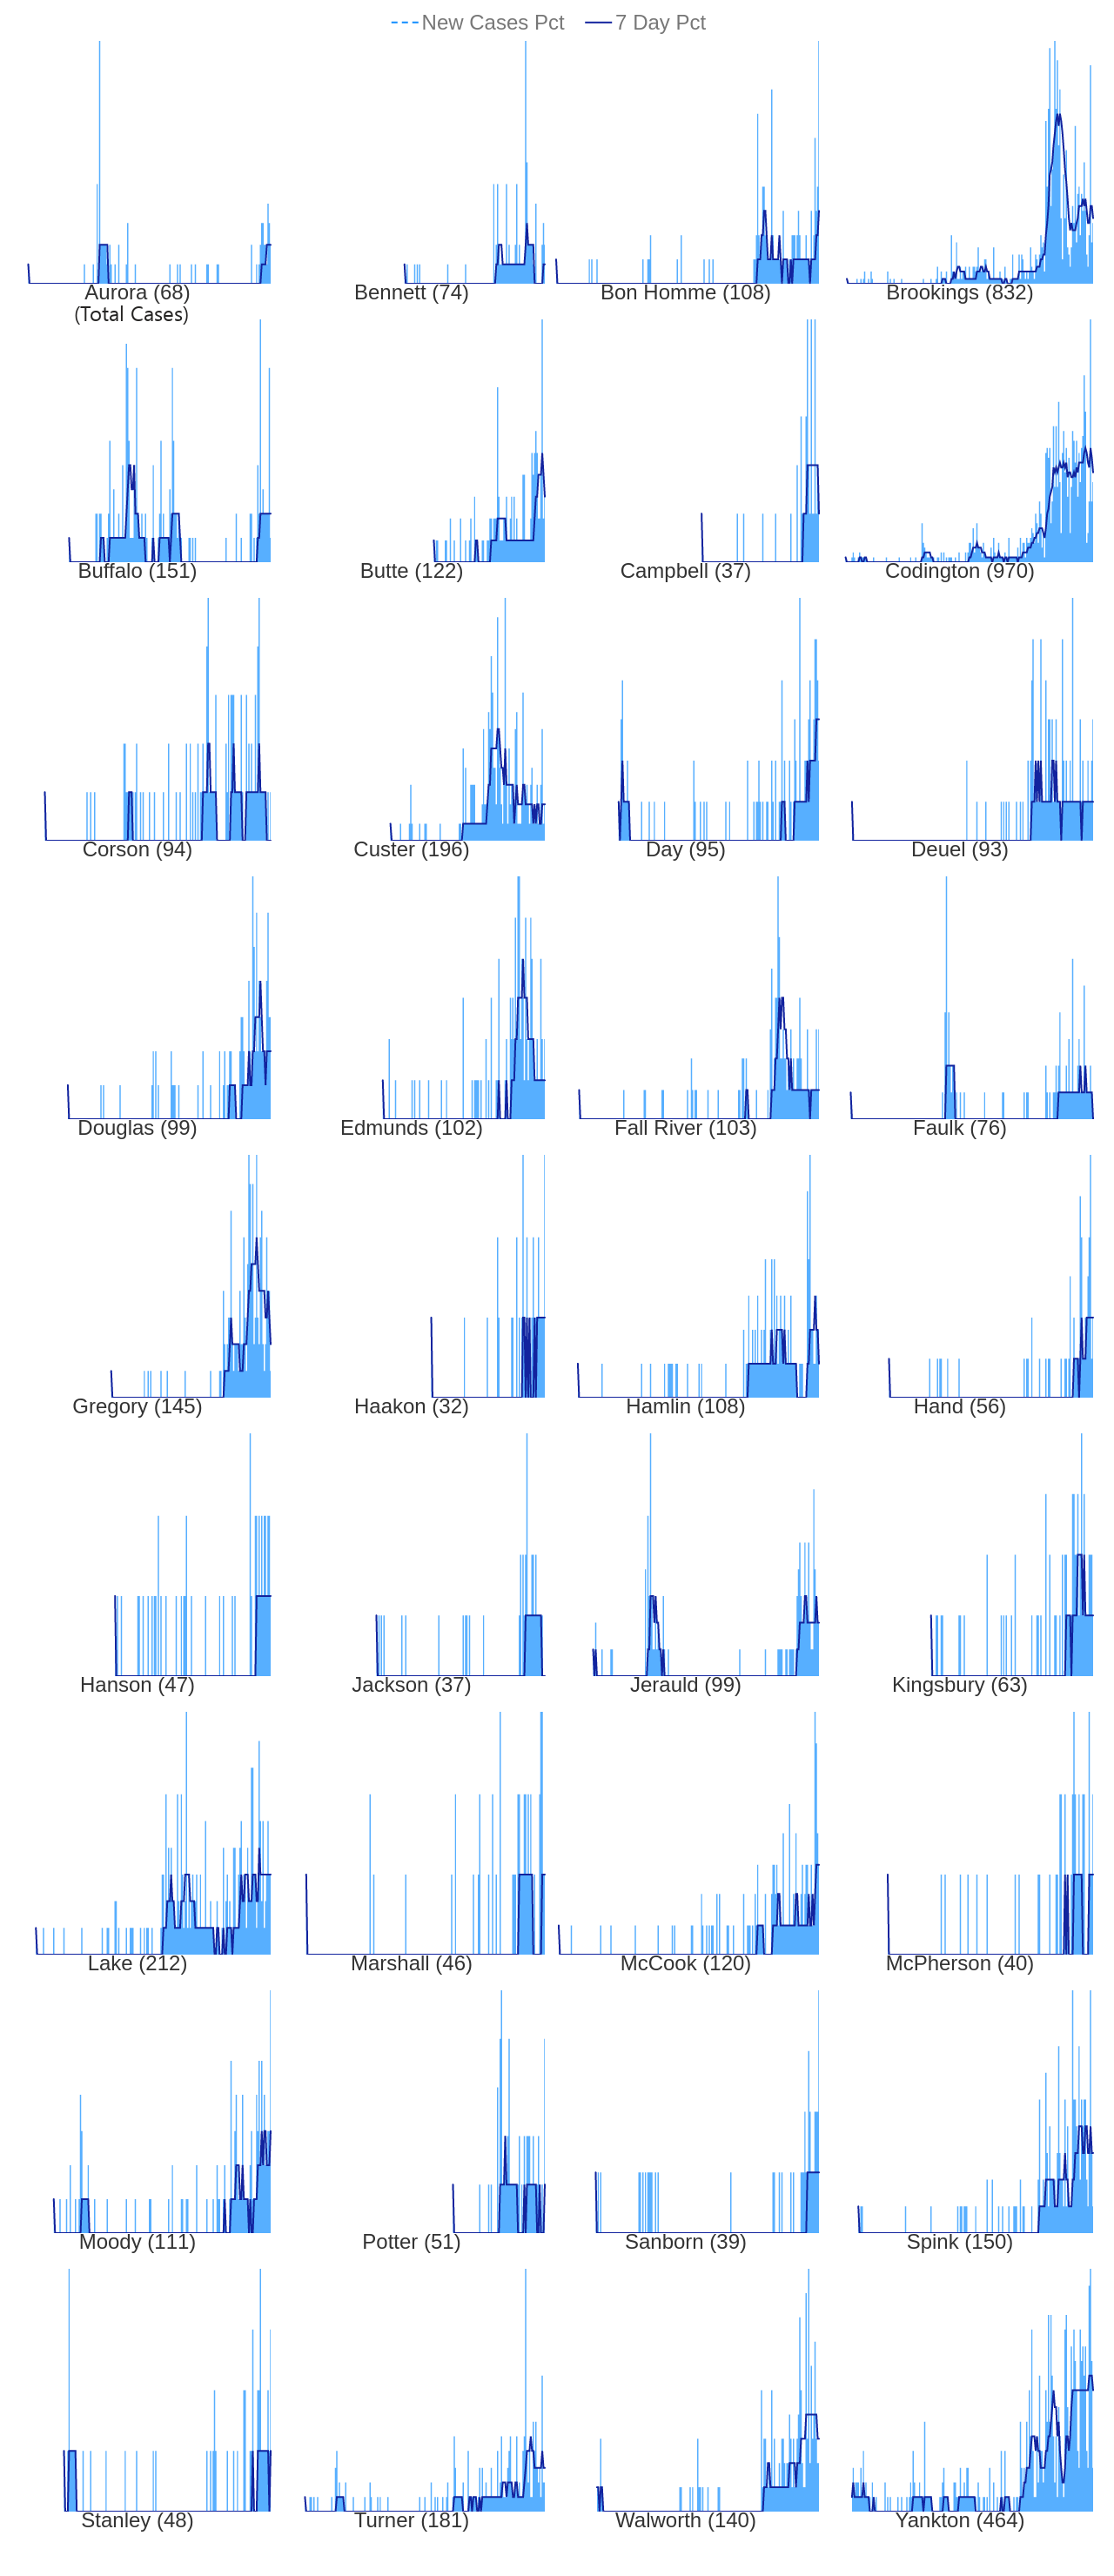 New Cases Pct 7 Day Pct
Aurora (68) Bennett (74) Bon Homme (108) Brookings (832)
(Total Cases)
Buffalo (151) Butte (122) Campbell (37) Codington (970)
Corson (94) Custer (196) Day (95) Deuel (93)
Douglas (99) Edmunds (102) Fall River (103) Faulk (76)
Gregory (145) Haakon (32) Hamlin (108) Hand (56)
Hanson (47) Jackson (37) Jerauld (99) Kingsbury (63)
Lake (212) Marshall (46) McCook (120) McPherson (40)
Moody (111) Potter (51) Sanborn (39) Spink (150)
Stanley (48) Turner (181) Walworth (140) Yankton (464)